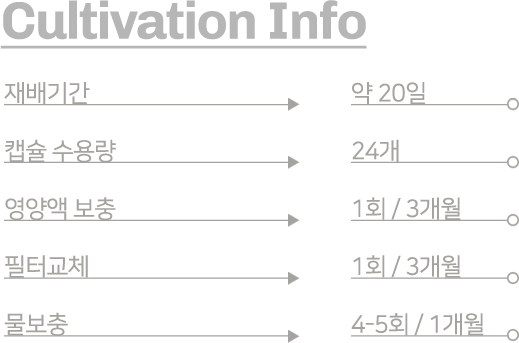 Cultivation Info
재배기간 약 20일
캡슐 수용량 24개
영양액 보충 1회 / 3개월
필터교체 1회 / 3개월
물보충 4-5회 / 1개월